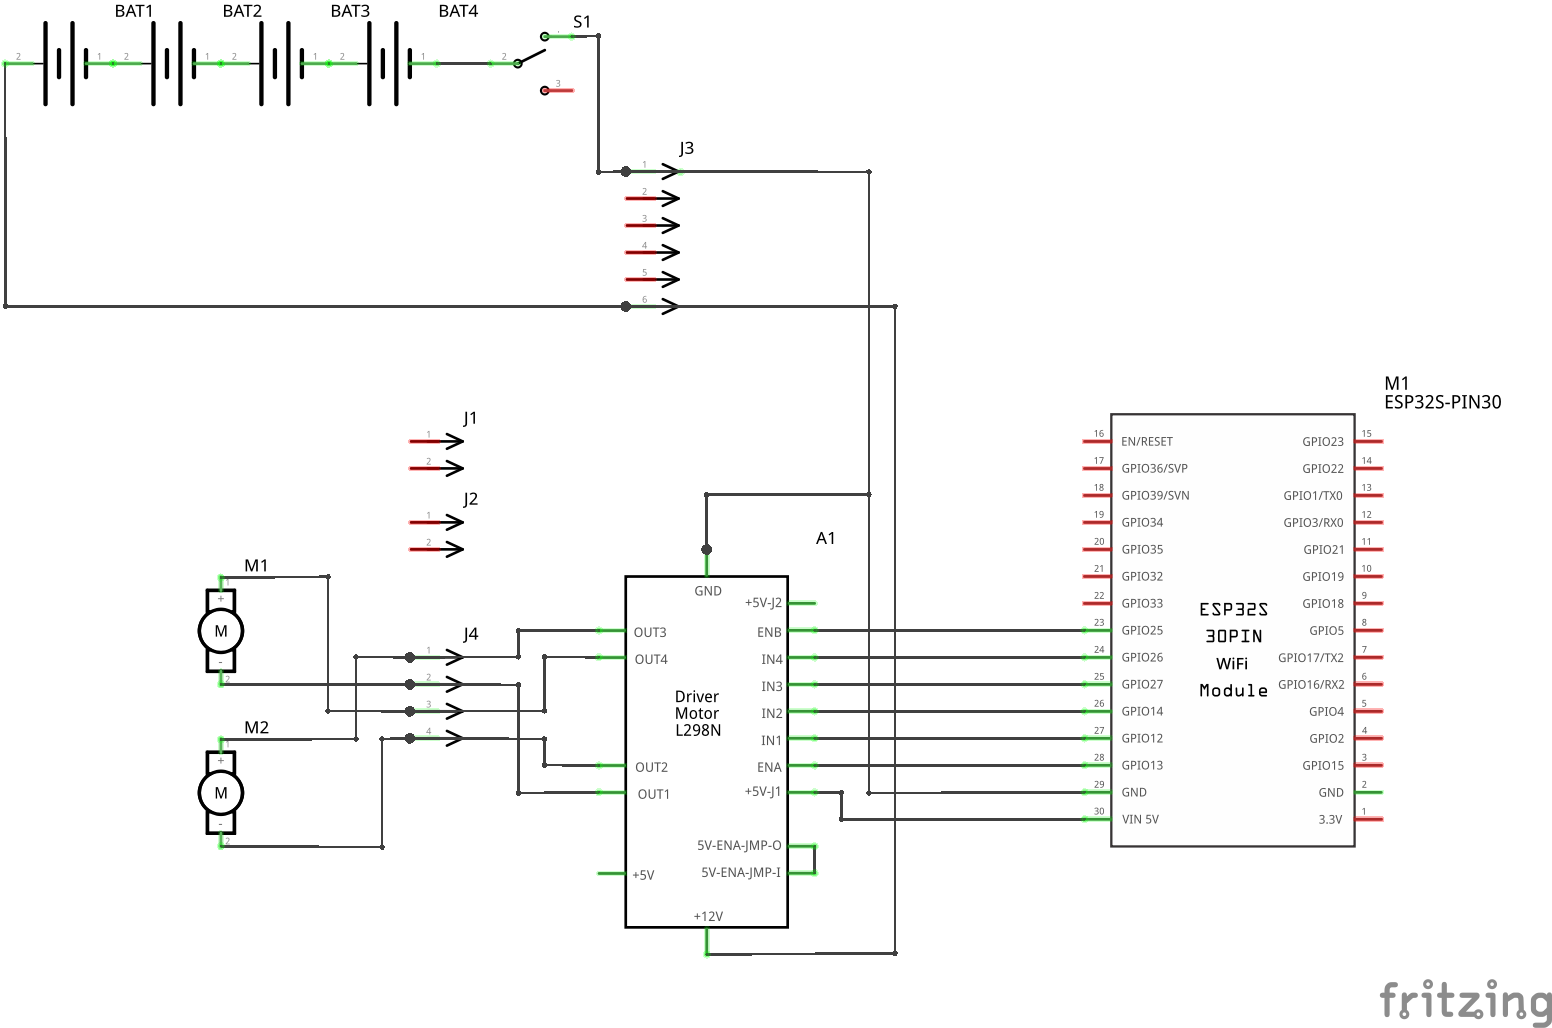 BAT1 BAT2 BAT3 BAT4 S1
2 1 2 1 2 1 2 1 2 1
3
J3
1
2
3
4
5
6
M1
ESP32S-PIN30
J1
1
2
J2
1
2
A1
M1
1
+
M
-
2
M2
1
+
M
-
2
J4
1
2
3
4
GND
+5V-J2
OUT3 ENB
OUT4 IN4
IN3
Driver
Motor
L298N
IN2
IN1
OUT2 ENA
OUT1 +5V-J1
5V-ENA-JMP-O
+5V 5V-ENA-JMP-I
+12V
16 EN/RESET GPIO23 15
17 GPIO36/SVP GPIO22 14
18 GPIO39/SVN GPIO1/TX0 13
19 GPIO34 GPIO3/RX0 12
20 GPIO35 GPIO21 11
21 GPIO32 GPIO19 10
22 GPIO33 GPIO18 9
23 GPIO25 GPIO5 8
24 GPIO26 GPIO17/TX2 7
25 GPIO27 GPIO16/RX2 6
26 GPIO14 GPIO4 5
27 GPIO12 GPIO2 4
28 GPIO13 GPIO15 3
29 GND GND 2
30 VIN 5V 3.3V 1
ESP32S
30PIN
WiFi
Module
fritzing